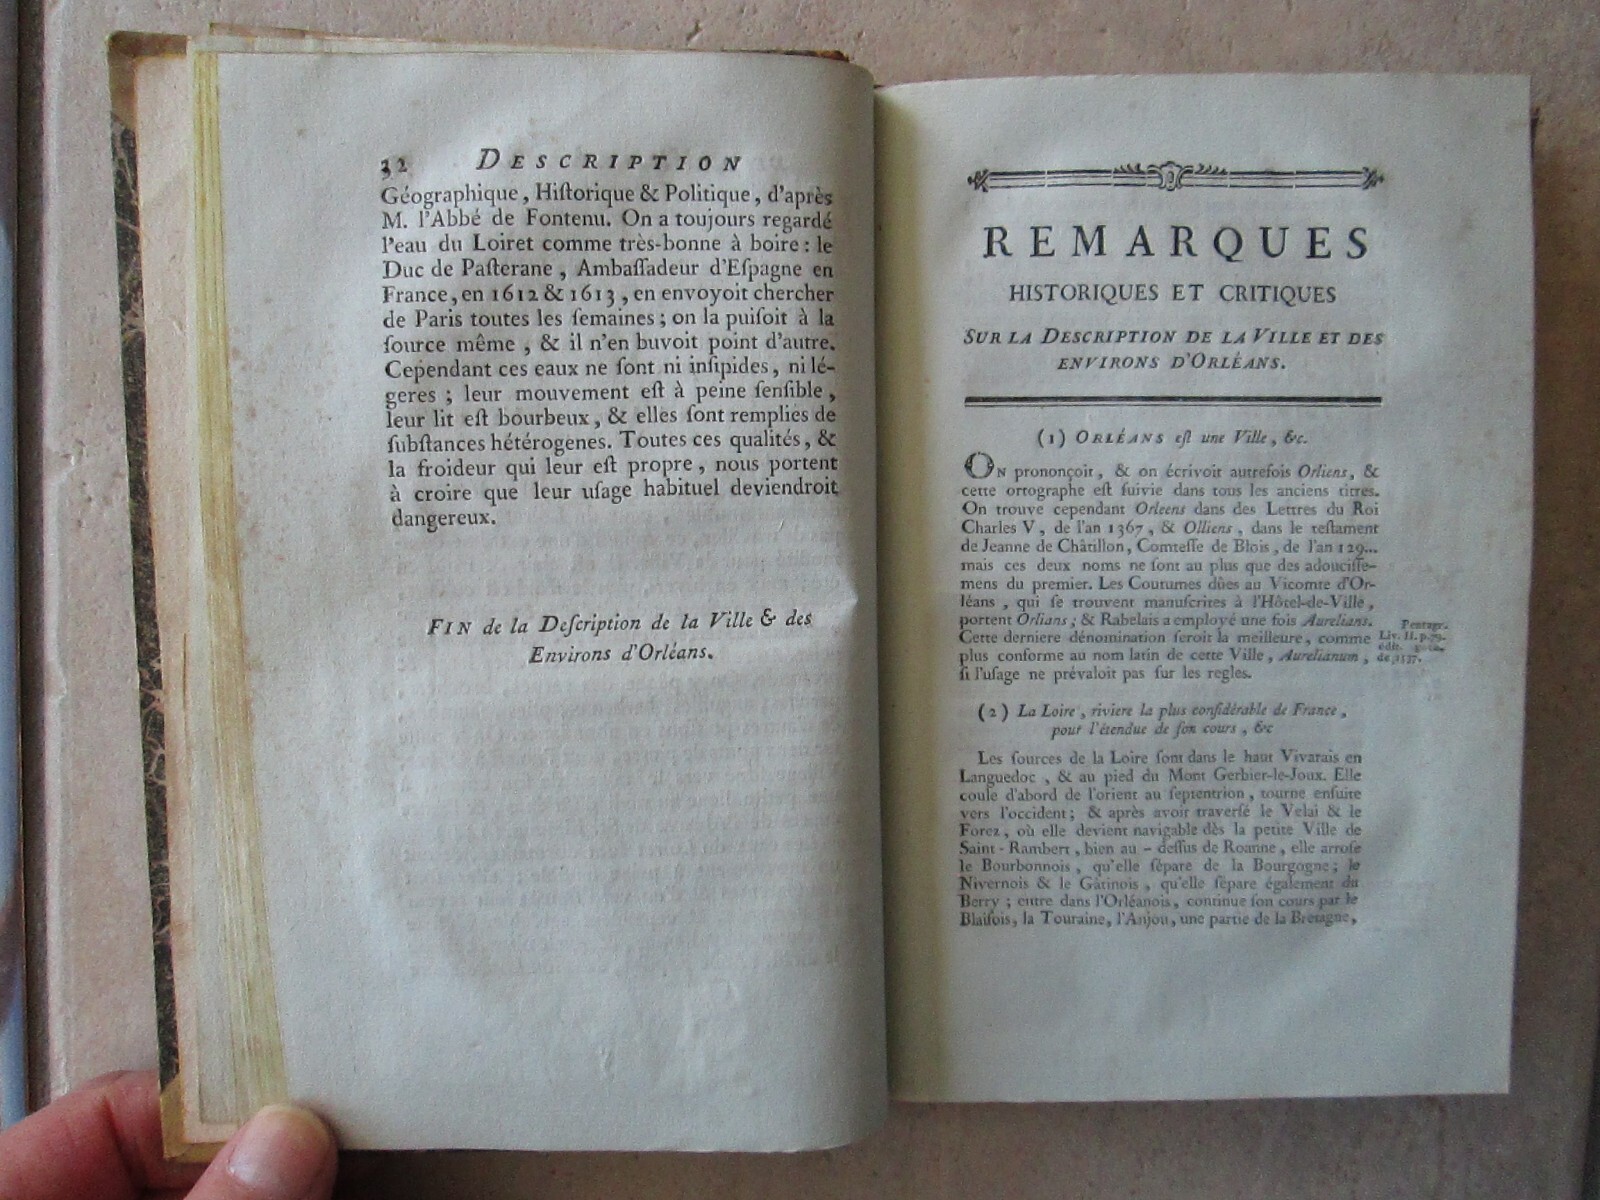 32 DESCRIPTION
Géographique, Hiſtorique & Politique, d'après
M. l'Abbé de Fontenu. On a toujours regardé
l'eau du Loiret comme très-bonne à boire : le
Duc de Paſterane, Ambaſſadeur d'Eſpagne en
France, en 1612 & 1613, en envoyoit chercher
de Paris toutes les ſemaines; on la puiſoit à la
ſource même, & il n'en buvoit point d'autre.
Cependant ces eaux ne ſont ni inſipides, ni lé-
geres; leur mouvement eſt à peine ſenſible,
leur lit eſt bourbeux, & elles ſont remplies de
ſubſtances hétérogenes. Toutes ces qualités, &
la froideur qui leur eſt propre, nous portent
à croire que leur uſage habituel deviendroit
dangereux.
FIN de la Deſcription de la Ville & des
Environs d'Orléans.
REMARQUES
HISTORIQUES ET CRITIQUES
SUR LA DESCRIPTION DE LA VILLE ET DES
ENVIRONS D'ORLÉANS.
(1) ORLÉANS eſt une Ville, &c.
ON prononçoit, & on écrivoit autrefois Orliens, &
cette ortographe eſt ſuivie dans tous les anciens titres.
On trouve cependant Orleens dans des Lettres du Roi
Charles V, de l'an 1367, & Olliens, dans le teſtament
de Jeanne de Châtillon, Comteſſe de Blois, de l'an 129...
mais ces deux noms ne ſont au plus que des adouciſſe-
mens du premier. Les Coutumes dûes au Vicomte d'Or-
léans, qui ſe trouvent manuſcrites à l'Hôtel-de-Ville,
portent Orlians; & Rabelais a employé une fois Aurelians.
Cette derniere dénomination ſeroit la meilleure, comme
plus conforme au nom latin de cette Ville, Aurelianum,
ſi l'uſage ne prévaloit pas ſur les regles.
Pentagr.
Liv. II. p. 79.
édit. goth.
de 1537.
(2) La Loire, riviere la plus conſidérable de France,
pour l'étendue de ſon cours, &c
Les ſources de la Loire ſont dans le haut Vivarais en
Languedoc, & au pied du Mont Gerbier-le-Joux. Elle
coule d'abord de l'orient au ſeptentrion, tourne enſuite
vers l'occident; & après avoir traverſé le Velai & le
Forez, où elle devient navigable dès la petite Ville de
Saint-Rambert, bien au-deſſus de Roanne, elle arroſe
le Bourbonnois, qu'elle ſépare de la Bourgogne; le
Nivernois & le Gâtinois, qu'elle ſépare également du
Berry; entre dans l'Orléanois, continue ſon cours par le
Blaiſois, la Touraine, l'Anjou, une partie de la Bretagne,